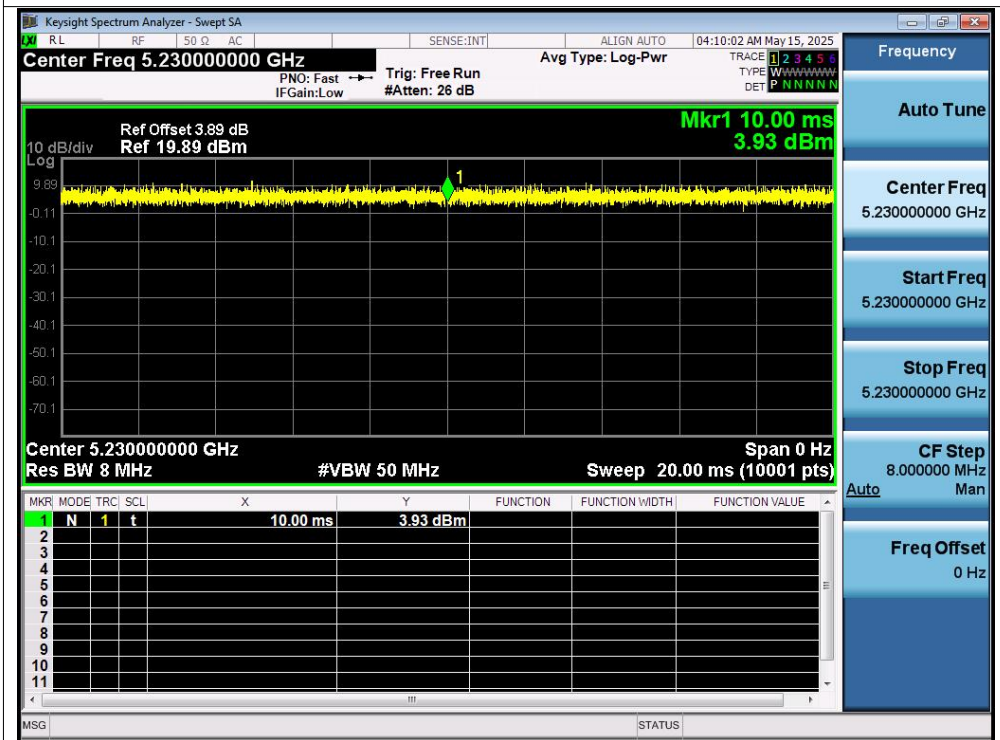 Keysight Spectrum Analyzer - Swept SA
LXI RL RF 50 Ω AC SENSE:INT ALIGN AUTO 04:10:02 AM May 15, 2025
Center Freq 5.230000000 GHz
PNO: Fast
IFGain:Low
Trig: Free Run
#Atten: 26 dB
Avg Type: Log-Pwr
TRACE 1 2 3 4 5 6
TYPE WWWWWWW
DET P N N N N N
Mkr1 10.00 ms
3.93 dBm
Ref Offset 3.89 dB
10 dB/div Ref 19.89 dBm
Log
1
9.89
-0.11
-10.1
-20.1
-30.1
-40.1
-50.1
-60.1
-70.1
Center 5.230000000 GHz Span 0 Hz
Res BW 8 MHz #VBW 50 MHz Sweep 20.00 ms (10001 pts)
MKR MODE TRC SCL X Y FUNCTION FUNCTION WIDTH FUNCTION VALUE
1 N 1 t 10.00 ms 3.93 dBm
2
3
4
5
6
7
8
9
10
11
MSG STATUS
Frequency
Auto Tune
Center Freq
5.230000000 GHz
Start Freq
5.230000000 GHz
Stop Freq
5.230000000 GHz
CF Step
8.000000 MHz
Auto Man
Freq Offset
0 Hz